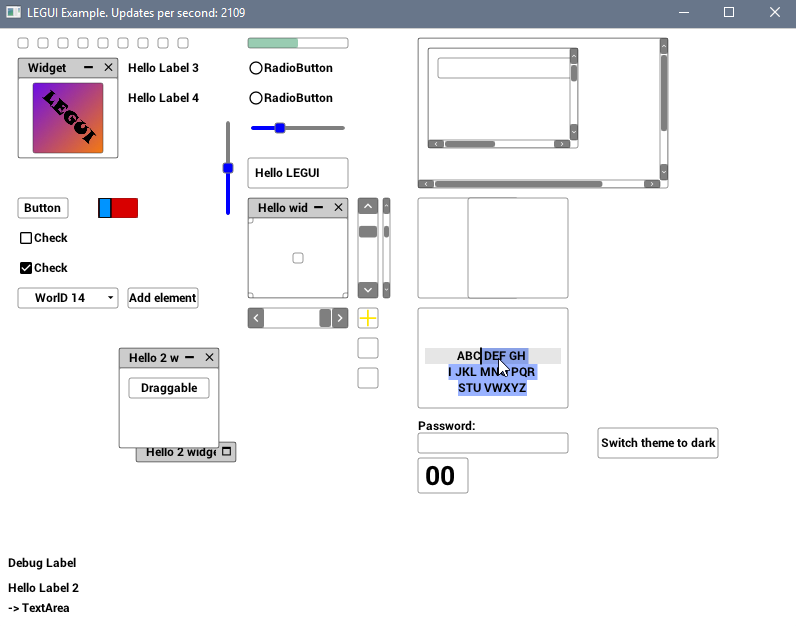 LEGUI Example. Updates per second: 2109
Widget
Hello Label 3
LEGUI
Hello Label 4
RadioButton
RadioButton
Hello LEGUI
Button
Hello wid
Check
Check
WorlD 14
Add element
Hello 2 w
Draggable
Hello 2 widge
ABC DEF GH
I JKL MN PQR
STU VWXYZ
Password:
Switch theme to dark
00
Debug Label
Hello Label 2
-> TextArea